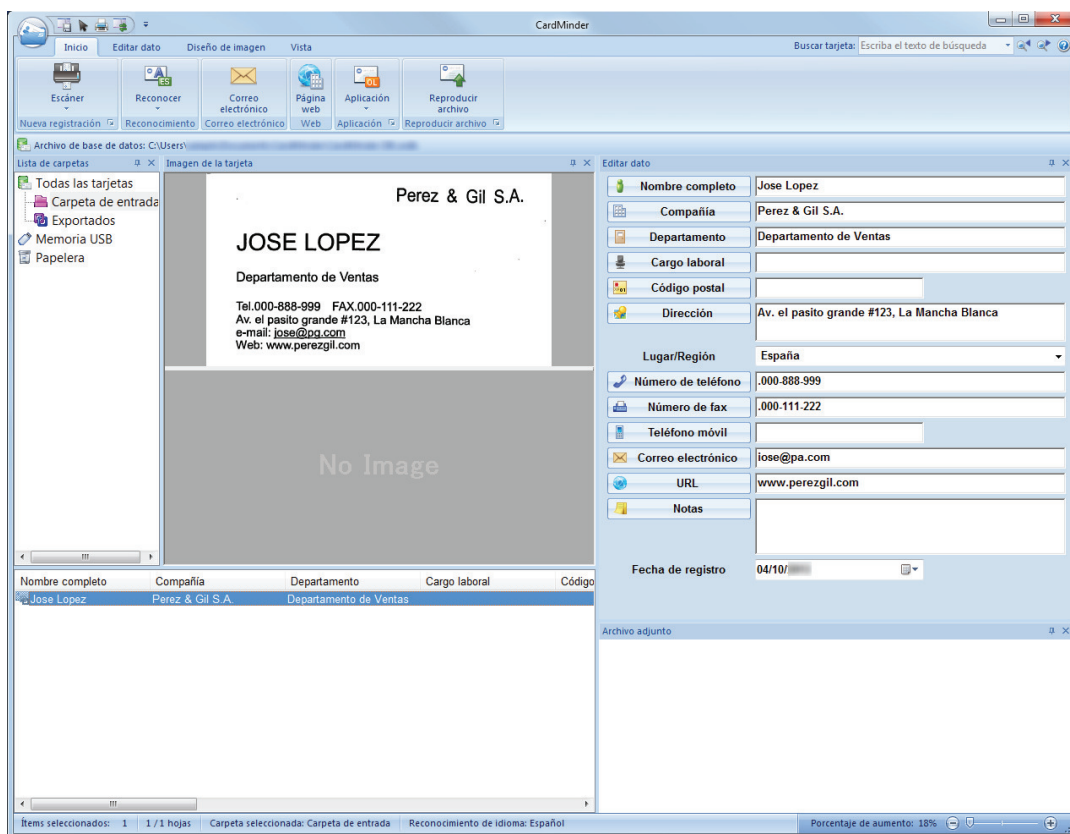 CardMinder
Inicio Editar dato Diseño de imagen Vista
Buscar tarjeta: Escriba el texto de búsqueda
Escáner
Reconocer
Correo electrónico
Página web
Aplicación
Reproducir archivo
Nueva registración Reconocimiento Correo electrónico Web Aplicación Reproducir archivo
Archivo de base de datos: C:\Users\
Lista de carpetas
Todas las tarjetas
Carpeta de entrada
Exportados
Memoria USB
Papelera
Imagen de la tarjeta
Perez & Gil S.A.
JOSE LOPEZ
Departamento de Ventas
Tel.000-888-999 FAX.000-111-222
Av. el pasito grande #123, La Mancha Blanca
e-mail: jose@pg.com
Web: www.perezgil.com
No Image
Editar dato
Nombre completo Jose Lopez
Compañía Perez & Gil S.A.
Departamento Departamento de Ventas
Cargo laboral
Código postal
Dirección Av. el pasito grande #123, La Mancha Blanca
Lugar/Región España
Número de teléfono .000-888-999
Número de fax .000-111-222
Teléfono móvil
Correo electrónico iose@pa.com
URL www.perezgil.com
Notas
Fecha de registro 04/10/
Nombre completo Compañía Departamento Cargo laboral Código
Jose Lopez Perez & Gil S.A. Departamento de Ventas
Archivo adjunto
Ítems seleccionados: 1 1 / 1 hojas Carpeta seleccionada: Carpeta de entrada Reconocimiento de idioma: Español
Porcentaje de aumento: 18%